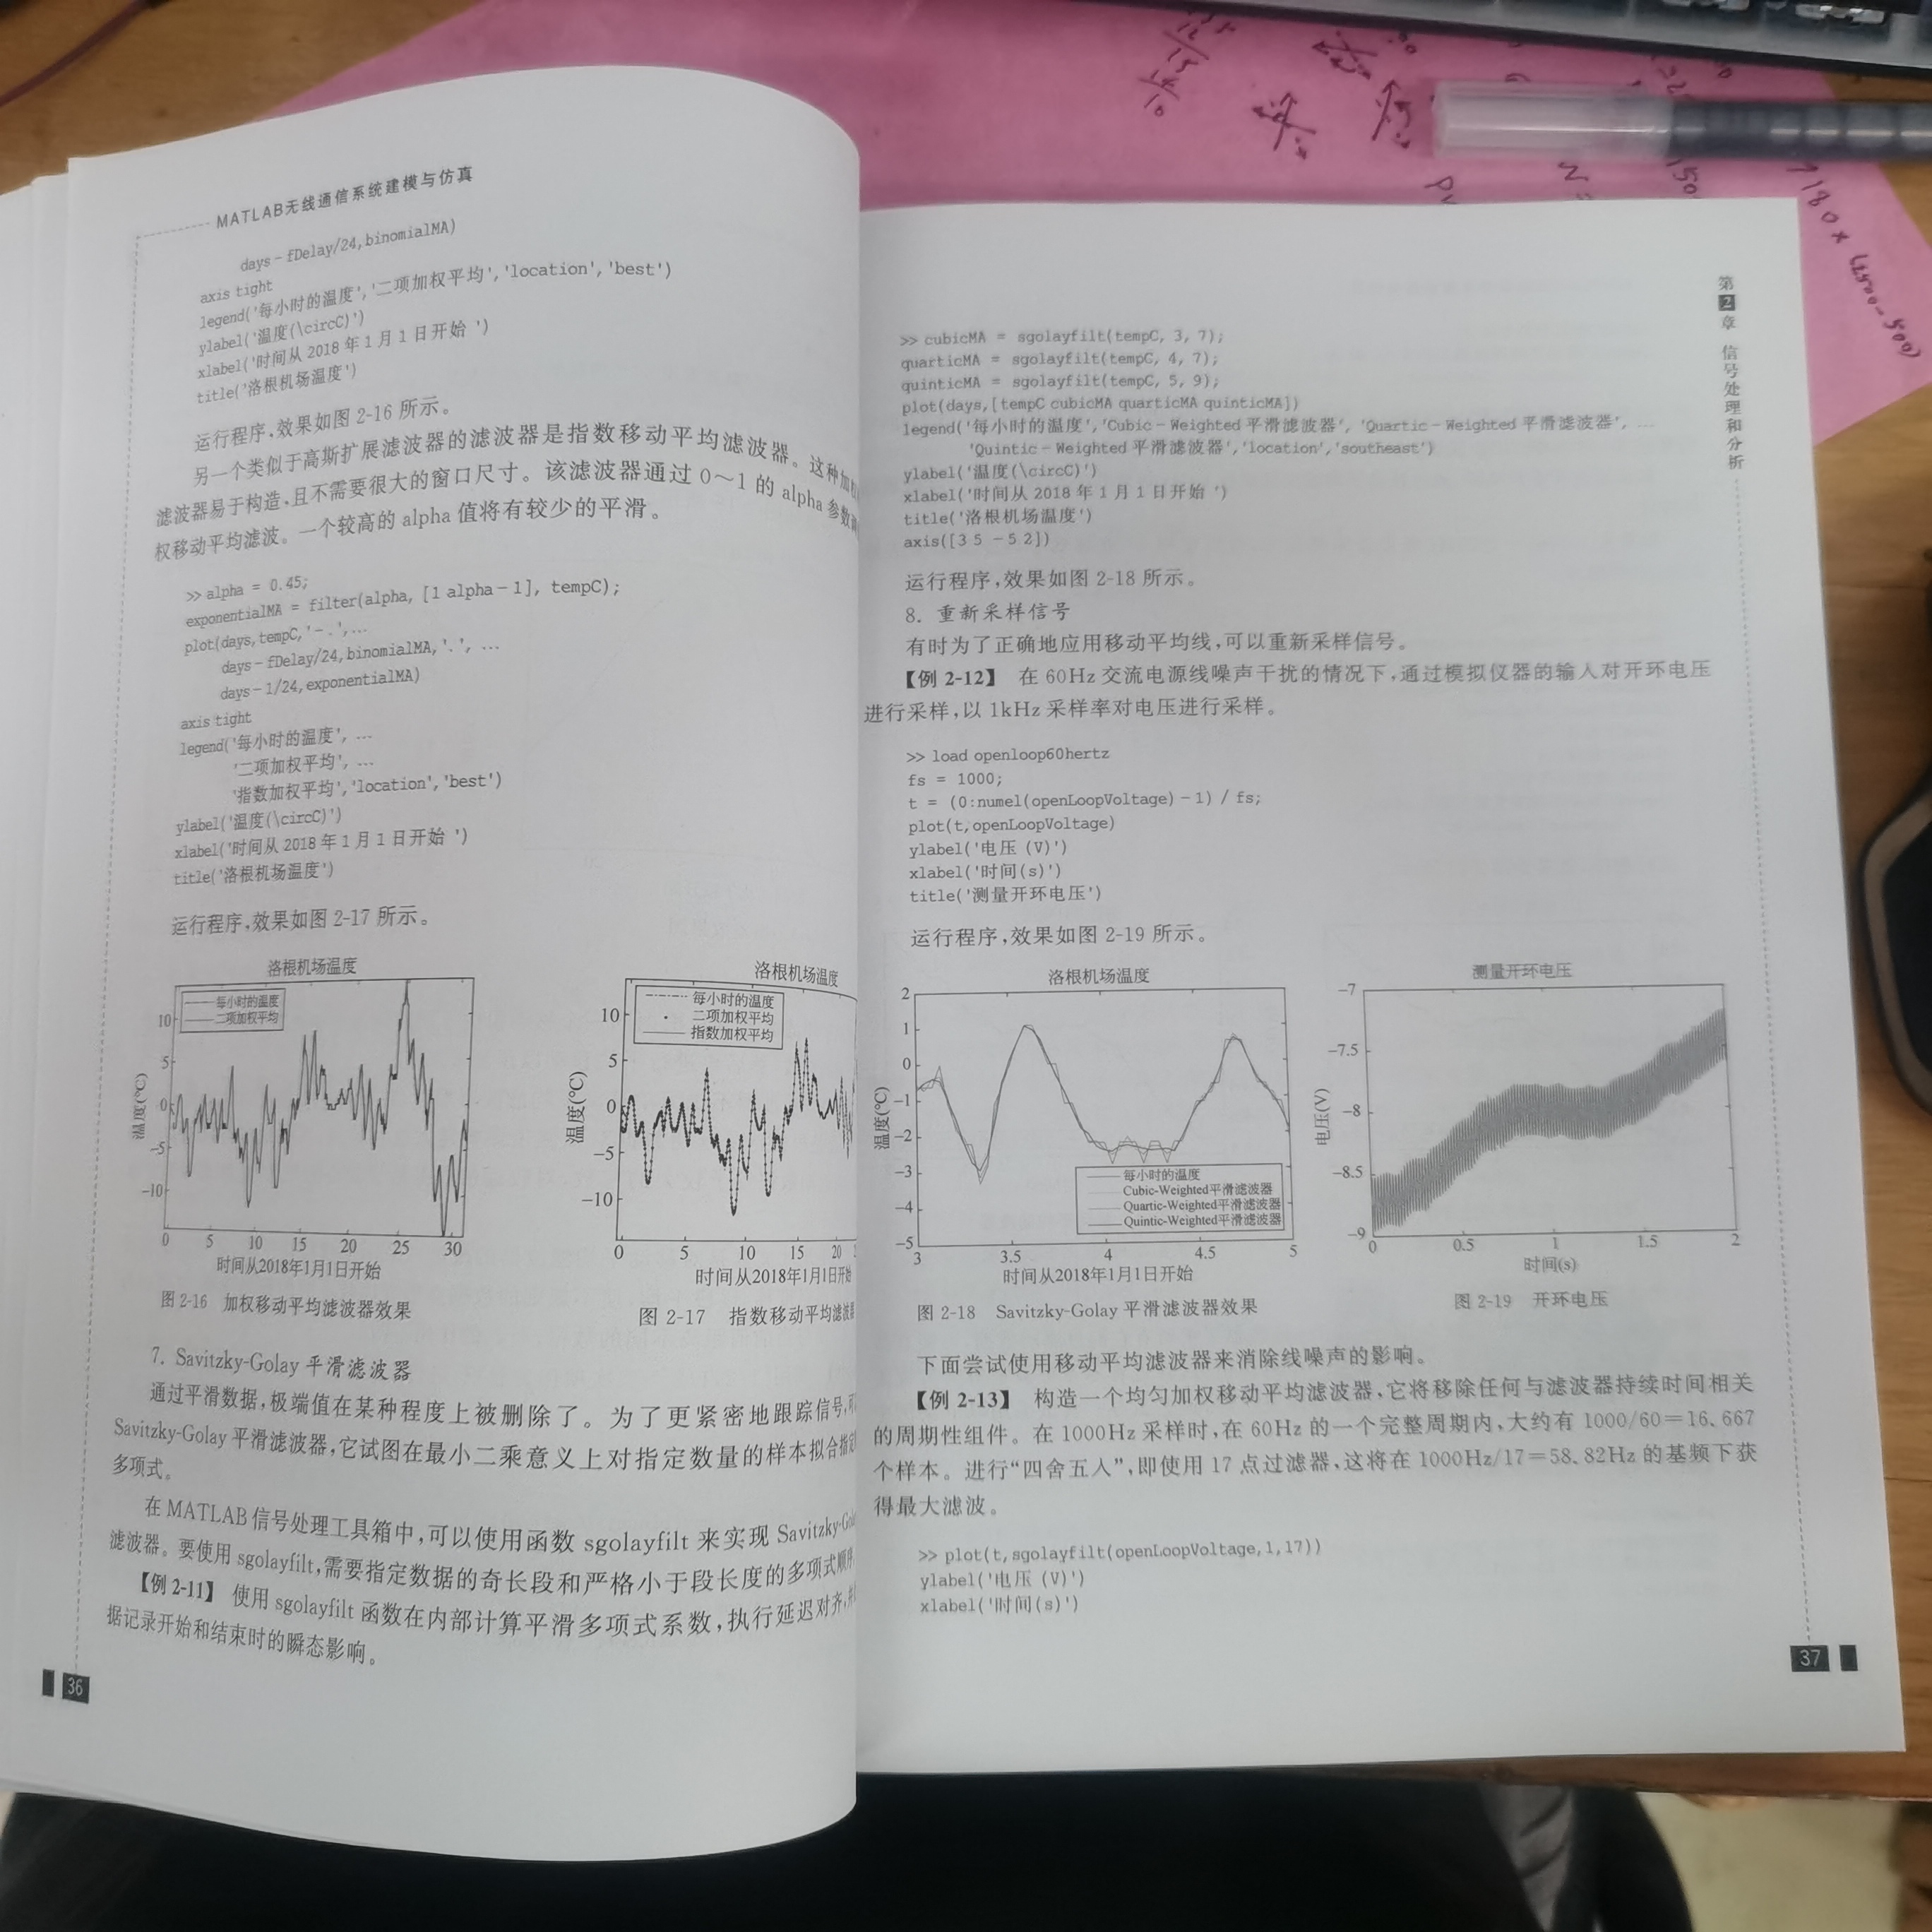 MATLAB无线通信系统建模与仿真
days-fDelay/24,binomialMA)
axis tight
legend('每小时的温度','二项加权平均','location','best')
ylabel('温度(\circC)')
xlabel('时间从 2018 年 1 月 1 日开始 ')
title('洛根机场温度')
运行程序,效果如图 2-16 所示。
另一个类似于高斯扩展滤波器的滤波器是指数移动平均滤波器。这种加权
滤波器易于构造,且不需要很大的窗口尺寸。该滤波器通过 0～1 的 alpha 参数
权移动平均滤波。一个较高的 alpha 值将有较少的平滑。
>> alpha = 0.45;
exponentialMA = filter(alpha, [1 alpha-1], tempC);
plot(days,tempC,'-.',...
days-fDelay/24,binomialMA,'.', ...
days-1/24,exponentialMA)
axis tight
legend('每小时的温度', ...
'二项加权平均', ...
'指数加权平均','location','best')
ylabel('温度(\circC)')
xlabel('时间从 2018 年 1 月 1 日开始 ')
title('洛根机场温度')
运行程序,效果如图 2-17 所示。
洛根机场温度
每小时的温度
二项加权平均
10
5
0
-5
-10
温度(℃)
0 5 10 15 20 25 30
时间从2018年1月1日开始
图 2-16 加权移动平均滤波器效果
洛根机场温度
每小时的温度
二项加权平均
指数加权平均
10
5
0
-5
-10
温度(℃)
0 5 10 15 20
时间从2018年1月1日开始
图 2-17 指数移动平均滤波器
7. Savitzky-Golay 平滑滤波器
通过平滑数据,极端值在某种程度上被删除了。为了更紧密地跟踪信号,可
Savitzky-Golay 平滑滤波器,它试图在最小二乘意义上对指定数量的样本拟合指定
多项式。
在 MATLAB 信号处理工具箱中,可以使用函数 sgolayfilt 来实现 Savitzky-Gol
滤波器。要使用 sgolayfilt,需要指定数据的奇长段和严格小于段长度的多项式顺序
【例 2-11】 使用 sgolayfilt 函数在内部计算平滑多项式系数,执行延迟对齐,并
据记录开始和结束时的瞬态影响。
36
第2章 信号处理和分析
>> cubicMA = sgolayfilt(tempC, 3, 7);
quarticMA = sgolayfilt(tempC, 4, 7);
quinticMA = sgolayfilt(tempC, 5, 9);
plot(days,[tempC cubicMA quarticMA quinticMA])
legend('每小时的温度','Cubic-Weighted 平滑滤波器', 'Quartic-Weighted 平滑滤波器', ...
'Quintic-Weighted 平滑滤波器','location','southeast')
ylabel('温度(\circC)')
xlabel('时间从 2018 年 1 月 1 日开始 ')
title('洛根机场温度')
axis([3 5 -5 2])
运行程序,效果如图 2-18 所示。
8. 重新采样信号
有时为了正确地应用移动平均线,可以重新采样信号。
【例 2-12】 在 60Hz 交流电源线噪声干扰的情况下,通过模拟仪器的输人对开环电压
进行采样,以 1kHz 采样率对电压进行采样。
>> load openloop60hertz
fs = 1000;
t = (0:numel(openLoopVoltage)-1) / fs;
plot(t,openLoopVoltage)
ylabel('电压 (V)')
xlabel('时间(s)')
title('测量开环电压')
运行程序,效果如图 2-19 所示。
洛根机场温度
2
1
0
-1
-2
-3
-4
-5
温度(℃)
每小时的温度
Cubic-Weighted平滑滤波器
Quartic-Weighted平滑滤波器
Quintic-Weighted平滑滤波器
3 3.5 4 4.5 5
时间从2018年1月1日开始
图 2-18 Savitzky-Golay 平滑滤波器效果
测量开环电压
-7
-7.5
-8
-8.5
-9
电压(V)
0 0.5 1 1.5 2
时间(s)
图 2-19 开环电压
下面尝试使用移动平均滤波器来消除线噪声的影响。
【例 2-13】 构造一个均匀加权移动平均滤波器,它将移除任何与滤波器持续时间相关
的周期性组件。在 1000Hz 采样时,在 60Hz 的一个完整周期内,大约有 1000/60=16.667
个样本。进行“四舍五人”,即使用 17 点过滤器,这将在 1000Hz/17=58.82Hz 的基频下获
得最大滤波。
>> plot(t,sgolayfilt(openLoopVoltage,1,17))
ylabel('电压 (V)')
xlabel('时间(s)')
37